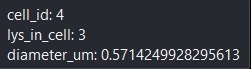 cell_id: 4
lys_in_cell: 3
diameter_um: 0.5714249928295613